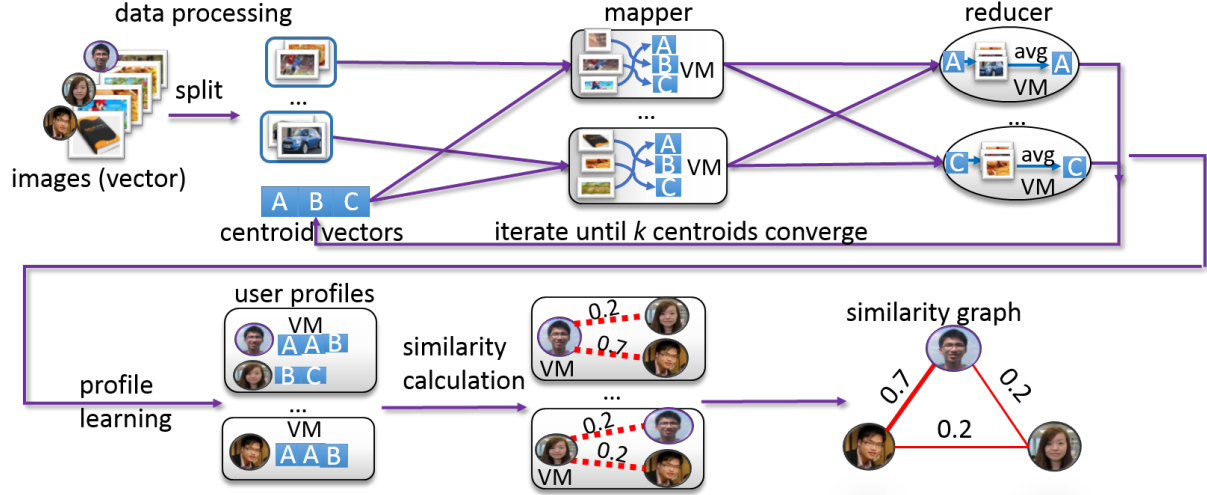 data processing
mapper
reducer
split
...
images (vector)
A B C
centroid vectors
A
B
C
VM
...
A
B
C
VM
A
avg
A
VM
...
C
avg
C
VM
iterate until k centroids converge
profile
learning
user profiles
VM
A A B
B C
...
VM
A A B
similarity
calculation
0.2
0.7
VM
...
0.2
0.2
VM
similarity graph
0.7
0.2
0.2